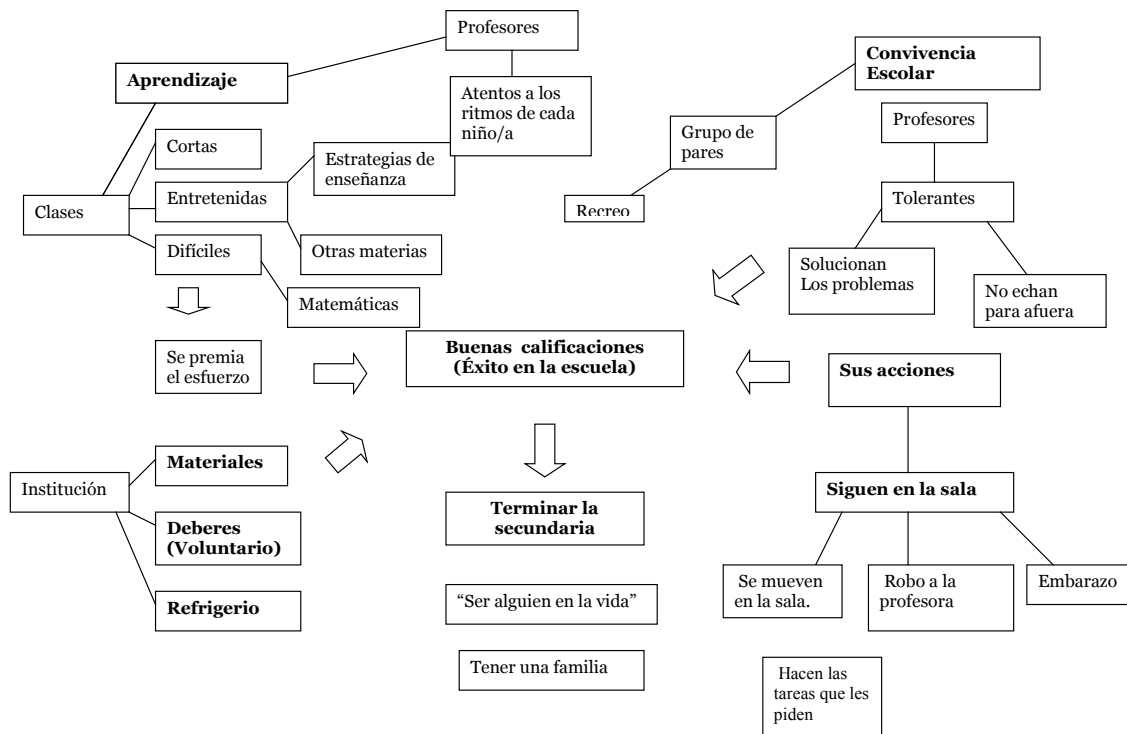 Profesores
Aprendizaje
Atentos a los
ritmos de cada
niño/a
Cortas
Estrategias de
enseñanza
Clases
Entretenidas
Difíciles
Otras materias
Matemáticas
Convivencia
Escolar
Grupo de
pares
Profesores
Recreo
Tolerantes
Solucionan
Los problemas
No echan
para afuera
Se premia
el esfuerzo
Buenas calificaciones
(Éxito en la escuela)
Sus acciones
Institución
Materiales
Deberes
(Voluntario)
Refrigerio
Terminar la
secundaria
“Ser alguien en la vida”
Tener una familia
Siguen en la sala
Se mueven
en la sala.
Robo a la
profesora
Embarazo
Hacen las
tareas que les
piden